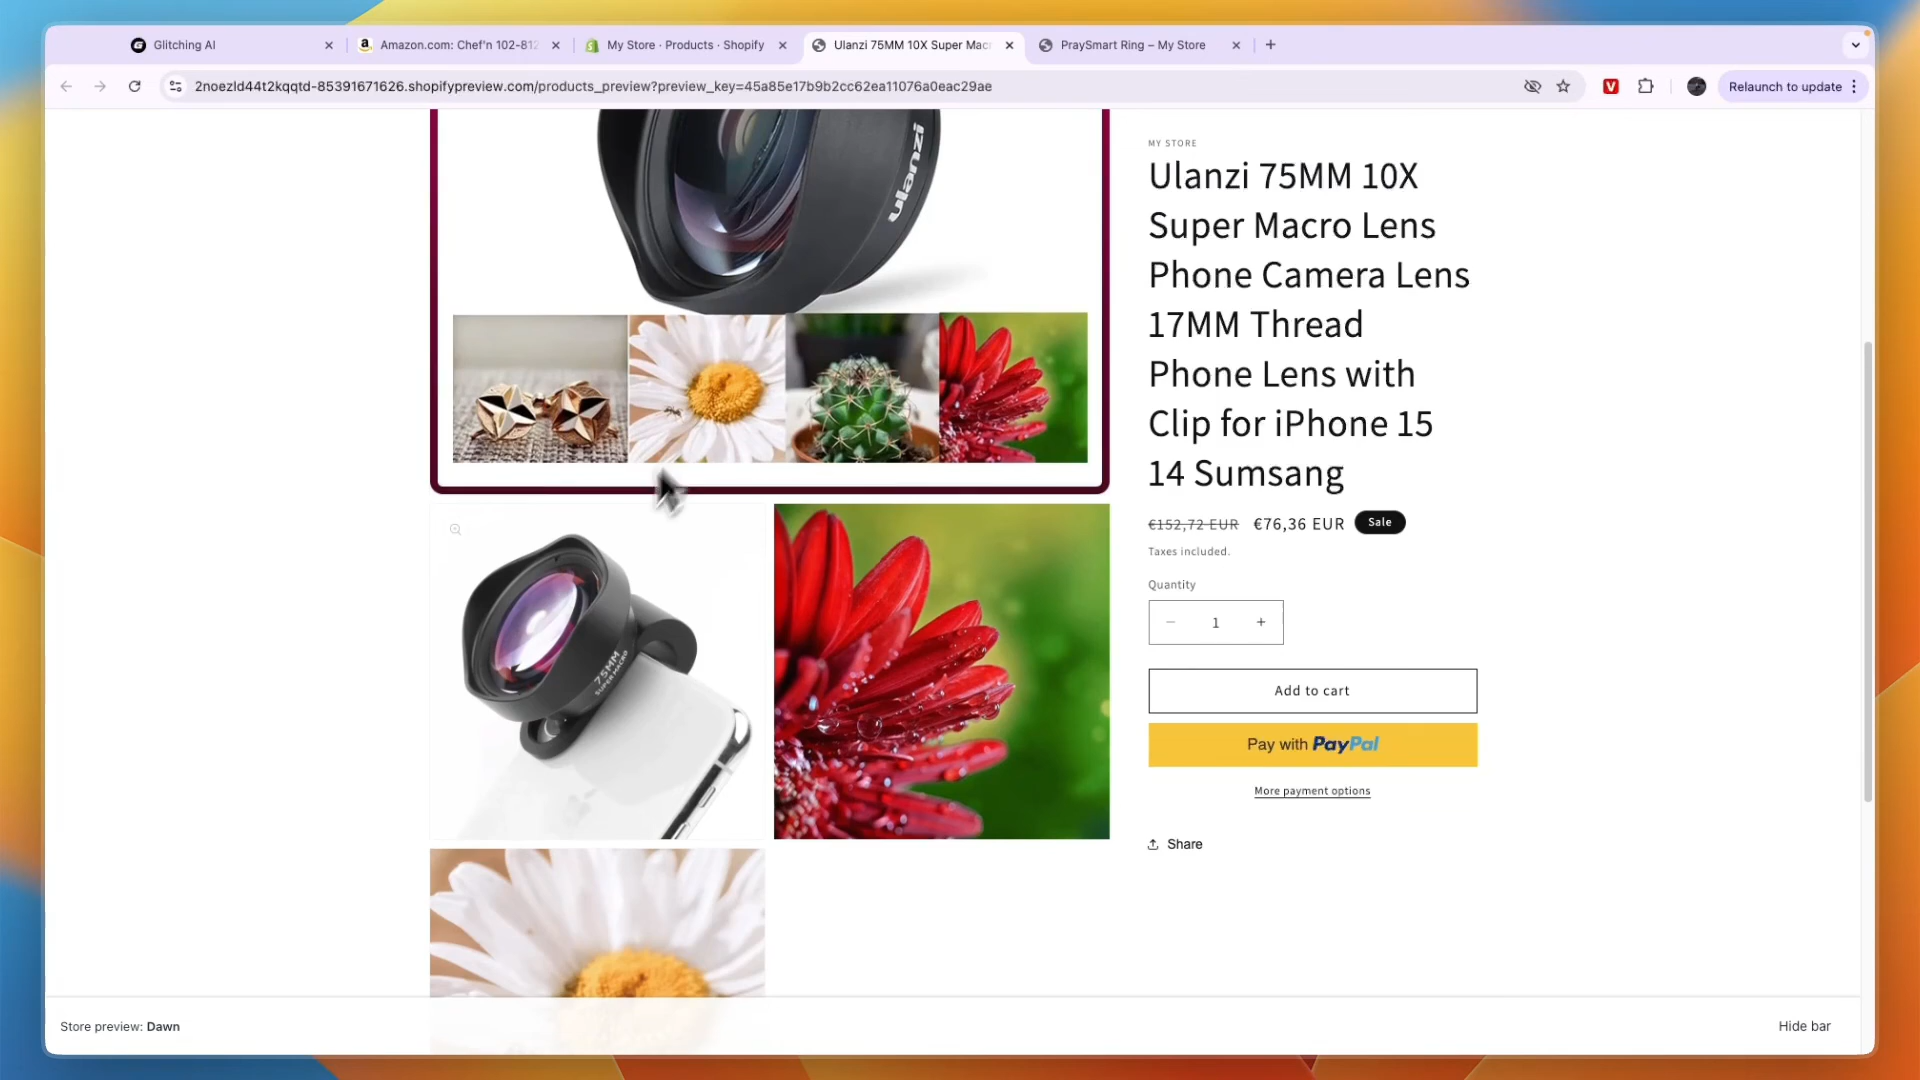 Glitching AI
Amazon.com: Chef'n 102-812
My Store · Products · Shopify
Ulanzi 75MM 10X Super Mac
PraySmart Ring – My Store
2noezld44t2kqqtd-85391671626.shopifypreview.com/products_preview?preview_key=45a85e17b9b2cc62ea11076a0eac29ae
Relaunch to update
ulanzi
MY STORE
Ulanzi 75MM 10X
Super Macro Lens
Phone Camera Lens
17MM Thread
Phone Lens with
Clip for iPhone 15
14 Sumsang
€152,72 EUR €76,36 EUR Sale
Taxes included.
Quantity
1
Add to cart
Pay with PayPal
More payment options
Share
75MM
SUPER MACRO
Store preview: Dawn
Hide bar